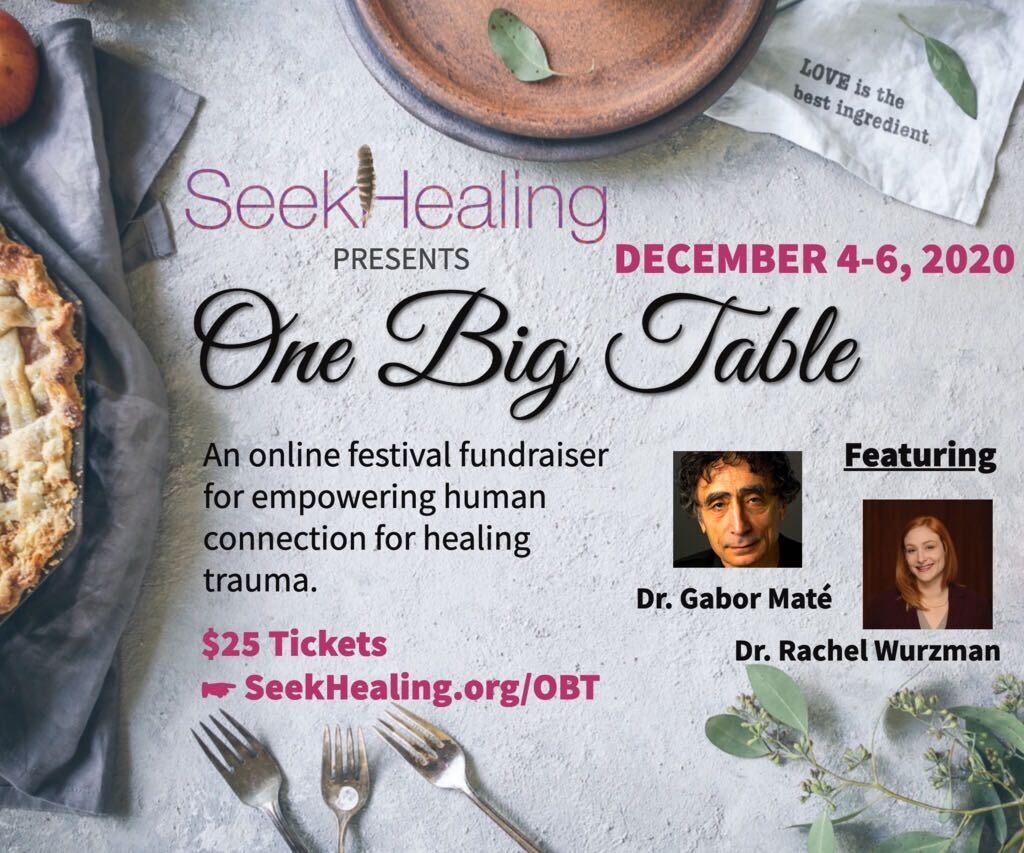 LOVE is the
best ingredient
SeekHealing
PRESENTS
DECEMBER 4-6, 2020
One Big Table
An online festival fundraiser
for empowering human
connection for healing
trauma.
Featuring
Dr. Gabor Maté
Dr. Rachel Wurzman
$25 Tickets
☛ SeekHealing.org/OBT